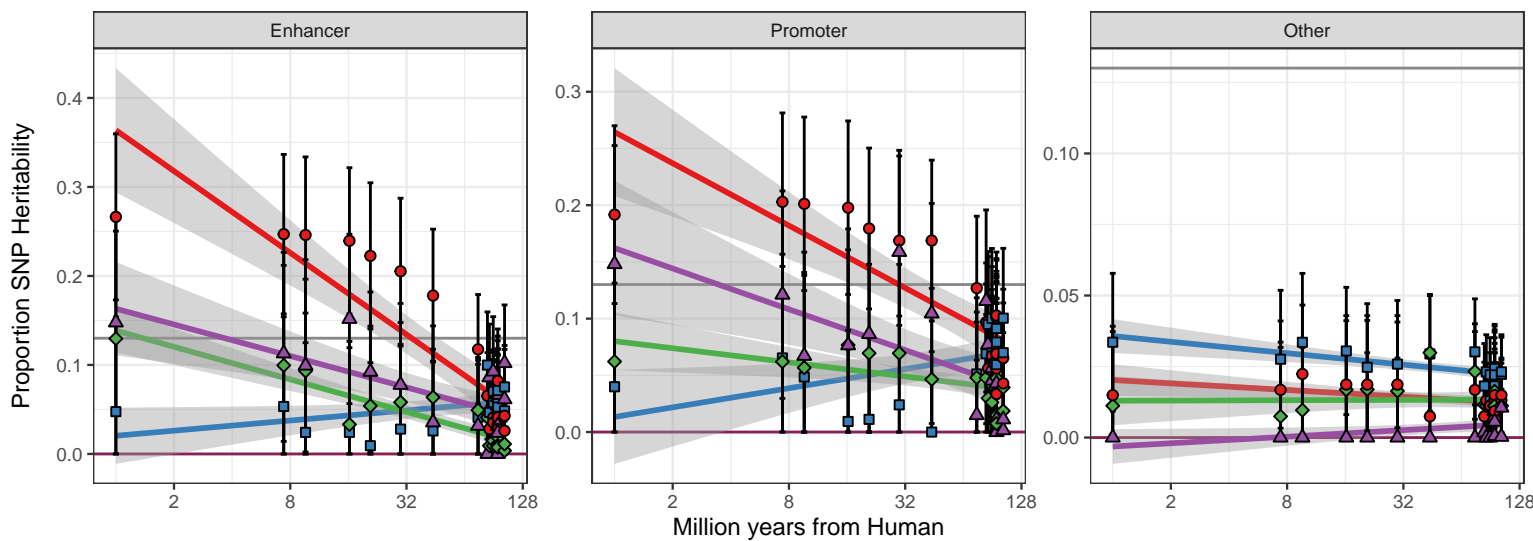 Enhancer
Promoter
Other
Proportion SNP Heritability
0.4
0.3
0.2
0.1
0.0
0.3
0.2
0.1
0.0
0.10
0.05
0.00
2 8 32 128
2 8 32 128
2 8 32 128
Million years from Human